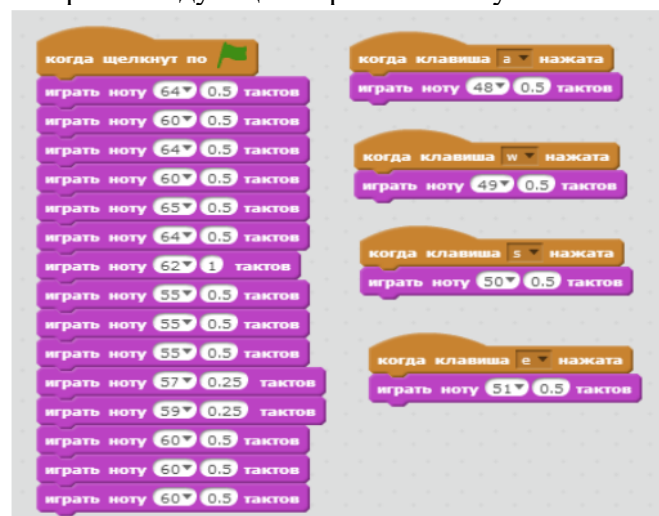 когда щелкнут по
играть ноту 64 0.5 тактов
играть ноту 60 0.5 тактов
играть ноту 64 0.5 тактов
играть ноту 60 0.5 тактов
играть ноту 65 0.5 тактов
играть ноту 64 0.5 тактов
играть ноту 62 1 тактов
играть ноту 55 0.5 тактов
играть ноту 55 0.5 тактов
играть ноту 55 0.5 тактов
играть ноту 57 0.25 тактов
играть ноту 59 0.25 тактов
играть ноту 60 0.5 тактов
играть ноту 60 0.5 тактов
играть ноту 60 0.5 тактов
когда клавиша a нажата
играть ноту 48 0.5 тактов
когда клавиша w нажата
играть ноту 49 0.5 тактов
когда клавиша s нажата
играть ноту 50 0.5 тактов
когда клавиша e нажата
играть ноту 51 0.5 тактов